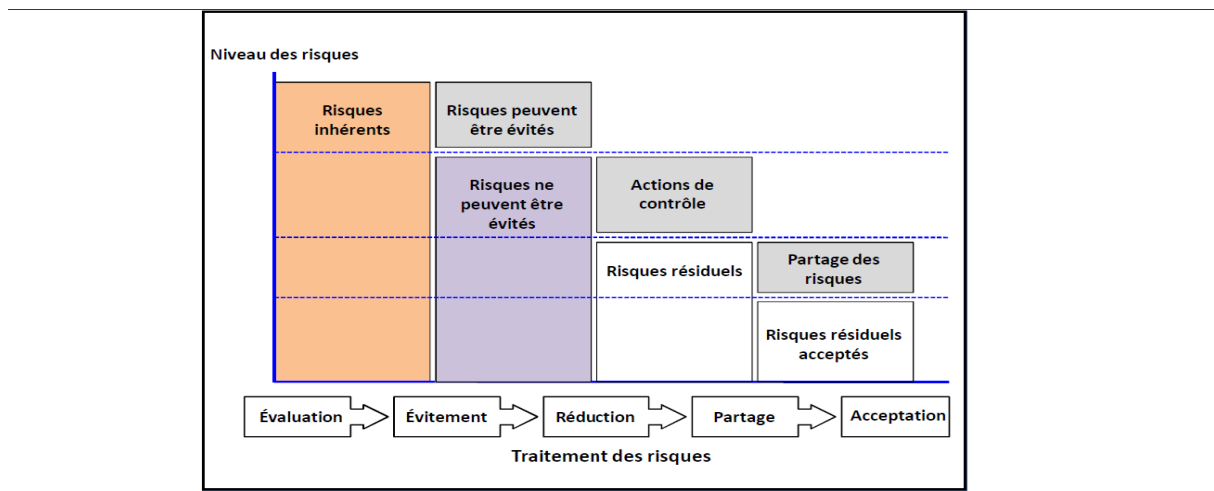 Niveau des risques
Risques
inhérents
Risques peuvent
être évités
Risques ne
peuvent être
évités
Actions de
contrôle
Risques résiduels
Partage des
risques
Risques résiduels
acceptés
Évaluation
Évitement
Réduction
Partage
Acceptation
Traitement des risques